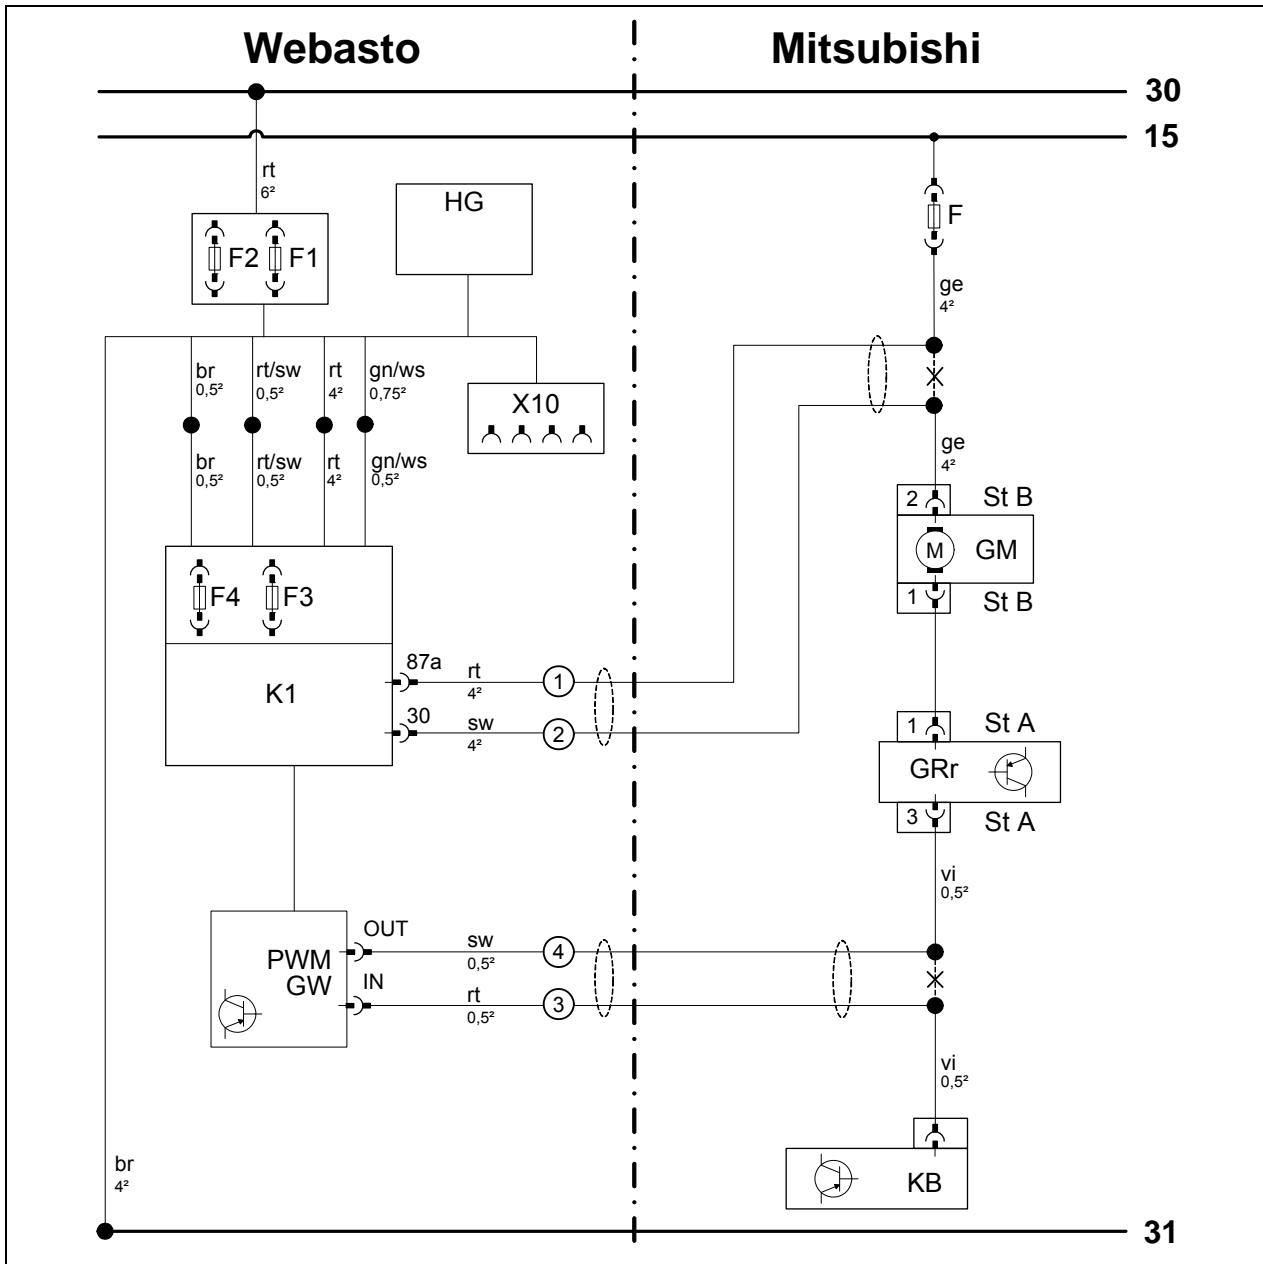 Webasto
Mitsubishi
30
15
rt
6²
HG
F2
F1
F
ge
4²
br
0,5²
rt/sw
0,5²
rt
4²
gn/ws
0,75²
X10
br
0,5²
rt/sw
0,5²
rt
4²
gn/ws
0,5²
ge
4²
2
St B
M
GM
1
St B
F4
F3
K1
87a
rt
4²
1
30
sw
4²
2
1
St A
GRr
3
St A
vi
0,5²
OUT
PWM
GW
IN
sw
0,5²
4
rt
0,5²
3
vi
0,5²
KB
br
4²
31